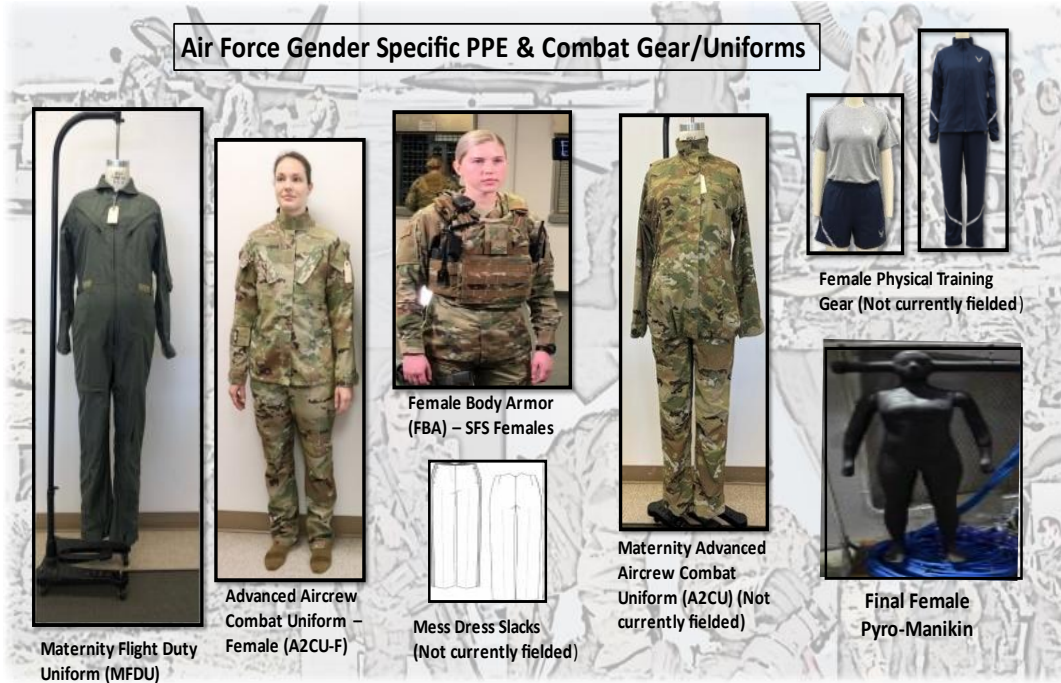 Air Force Gender Specific PPE & Combat Gear/Uniforms
Maternity Flight Duty
Uniform (MFDU)
Advanced Aircrew
Combat Uniform –
Female (A2CU-F)
Female Body Armor
(FBA) – SFS Females
Mess Dress Slacks
(Not currently fielded)
Maternity Advanced
Aircrew Combat
Uniform (A2CU) (Not
currently fielded)
Female Physical Training
Gear (Not currently fielded)
Final Female
Pyro-Manikin